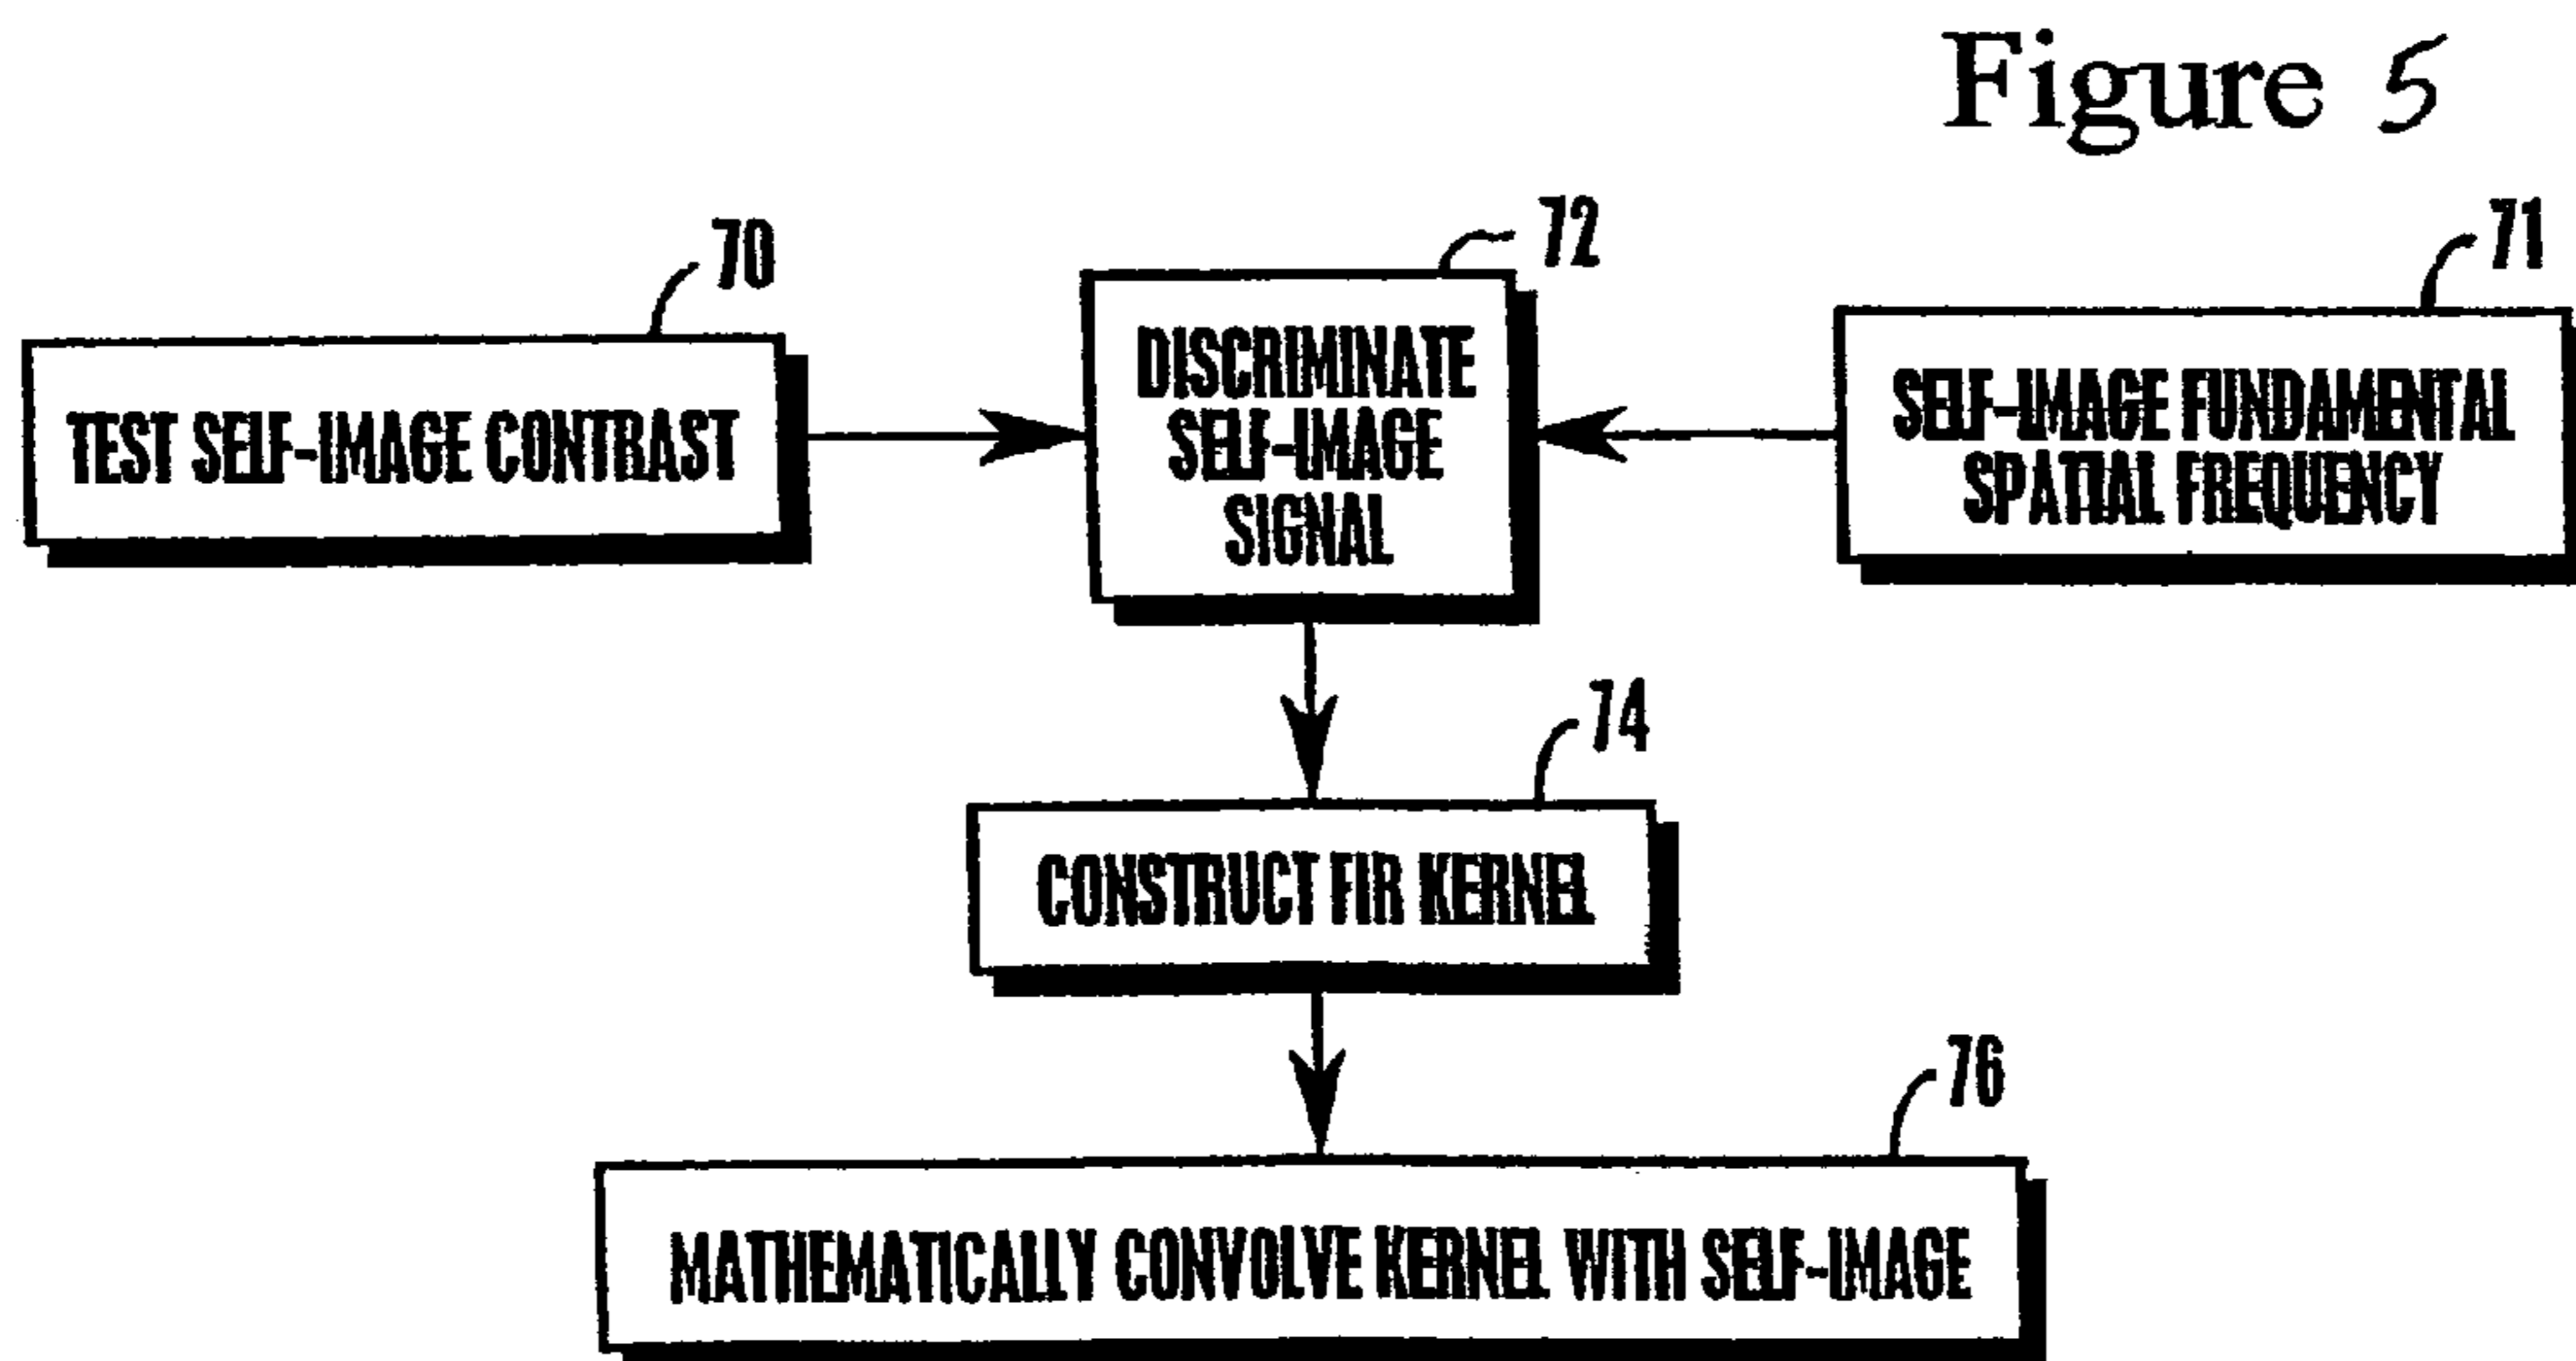 Figure 5
70
72
71
TEST SELF-IMAGE CONTRAST
DISCRIMINATE
SELF-IMAGE
SIGNAL
SELF-IMAGE FUNDAMENTAL
SPATIAL FREQUENCY
74
CONSTRUCT FIR KERNEL
76
MATHEMATICALLY CONVOLVE KERNEL WITH SELF-IMAGE